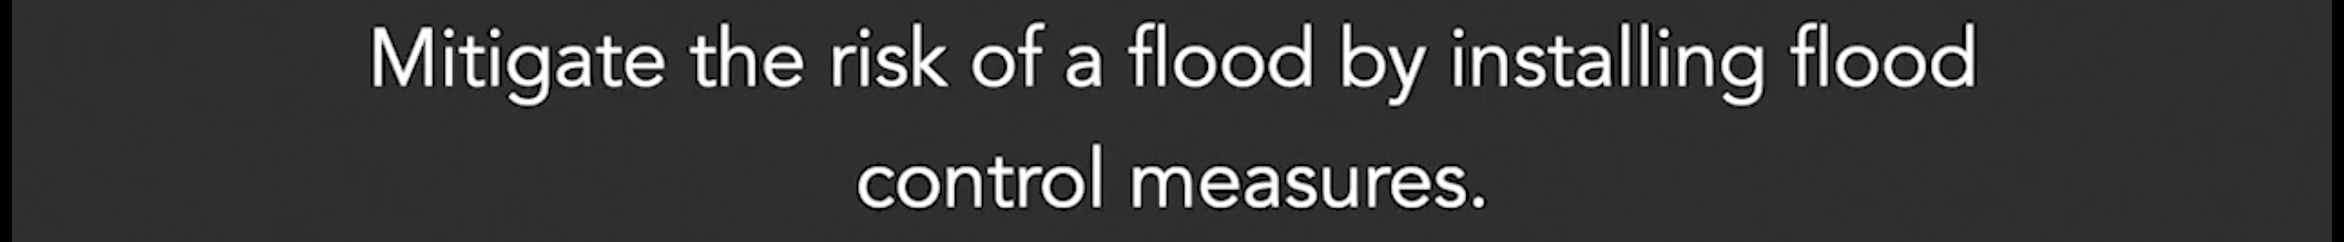 Mitigate the risk of a flood by installing flood
control measures.